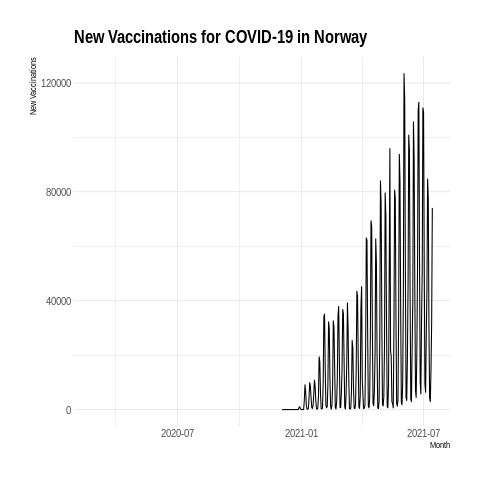 New Vaccinations for COVID-19 in Norway
New Vaccinations
120000
80000
40000
0
2020-07
2021-01
2021-07
Month